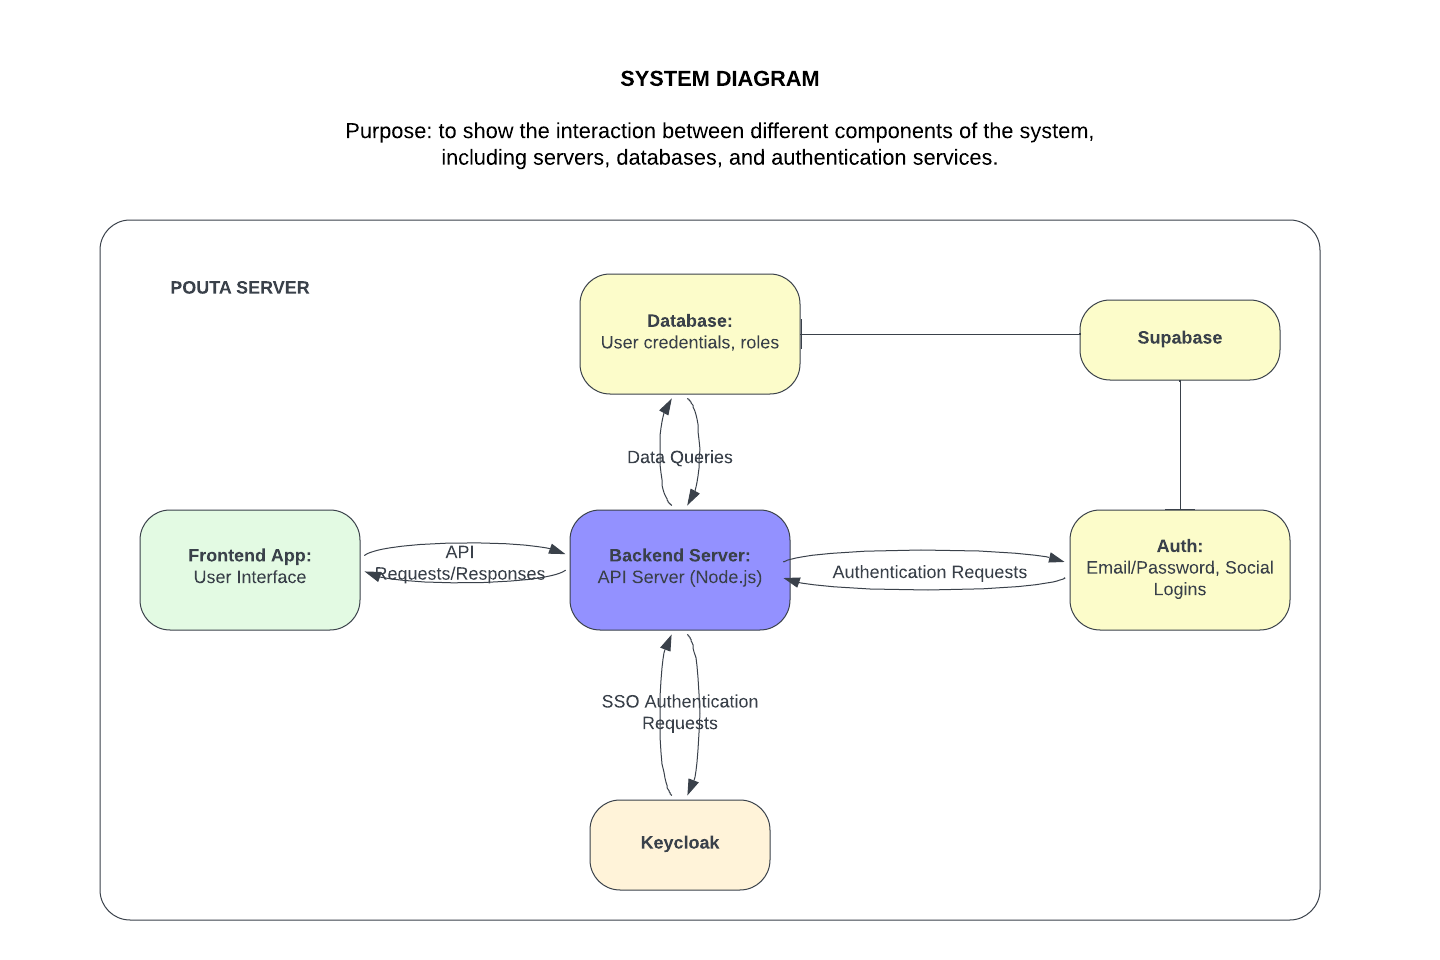 SYSTEM DIAGRAM
Purpose: to show the interaction between different components of the system,
including servers, databases, and authentication services.
POUTA SERVER
Database:
User credentials, roles
Supabase
Data Queries
Frontend App:
User Interface
API
Requests/Responses
Backend Server:
API Server (Node.js)
Authentication Requests
Auth:
Email/Password, Social
Logins
SSO Authentication
Requests
Keycloak